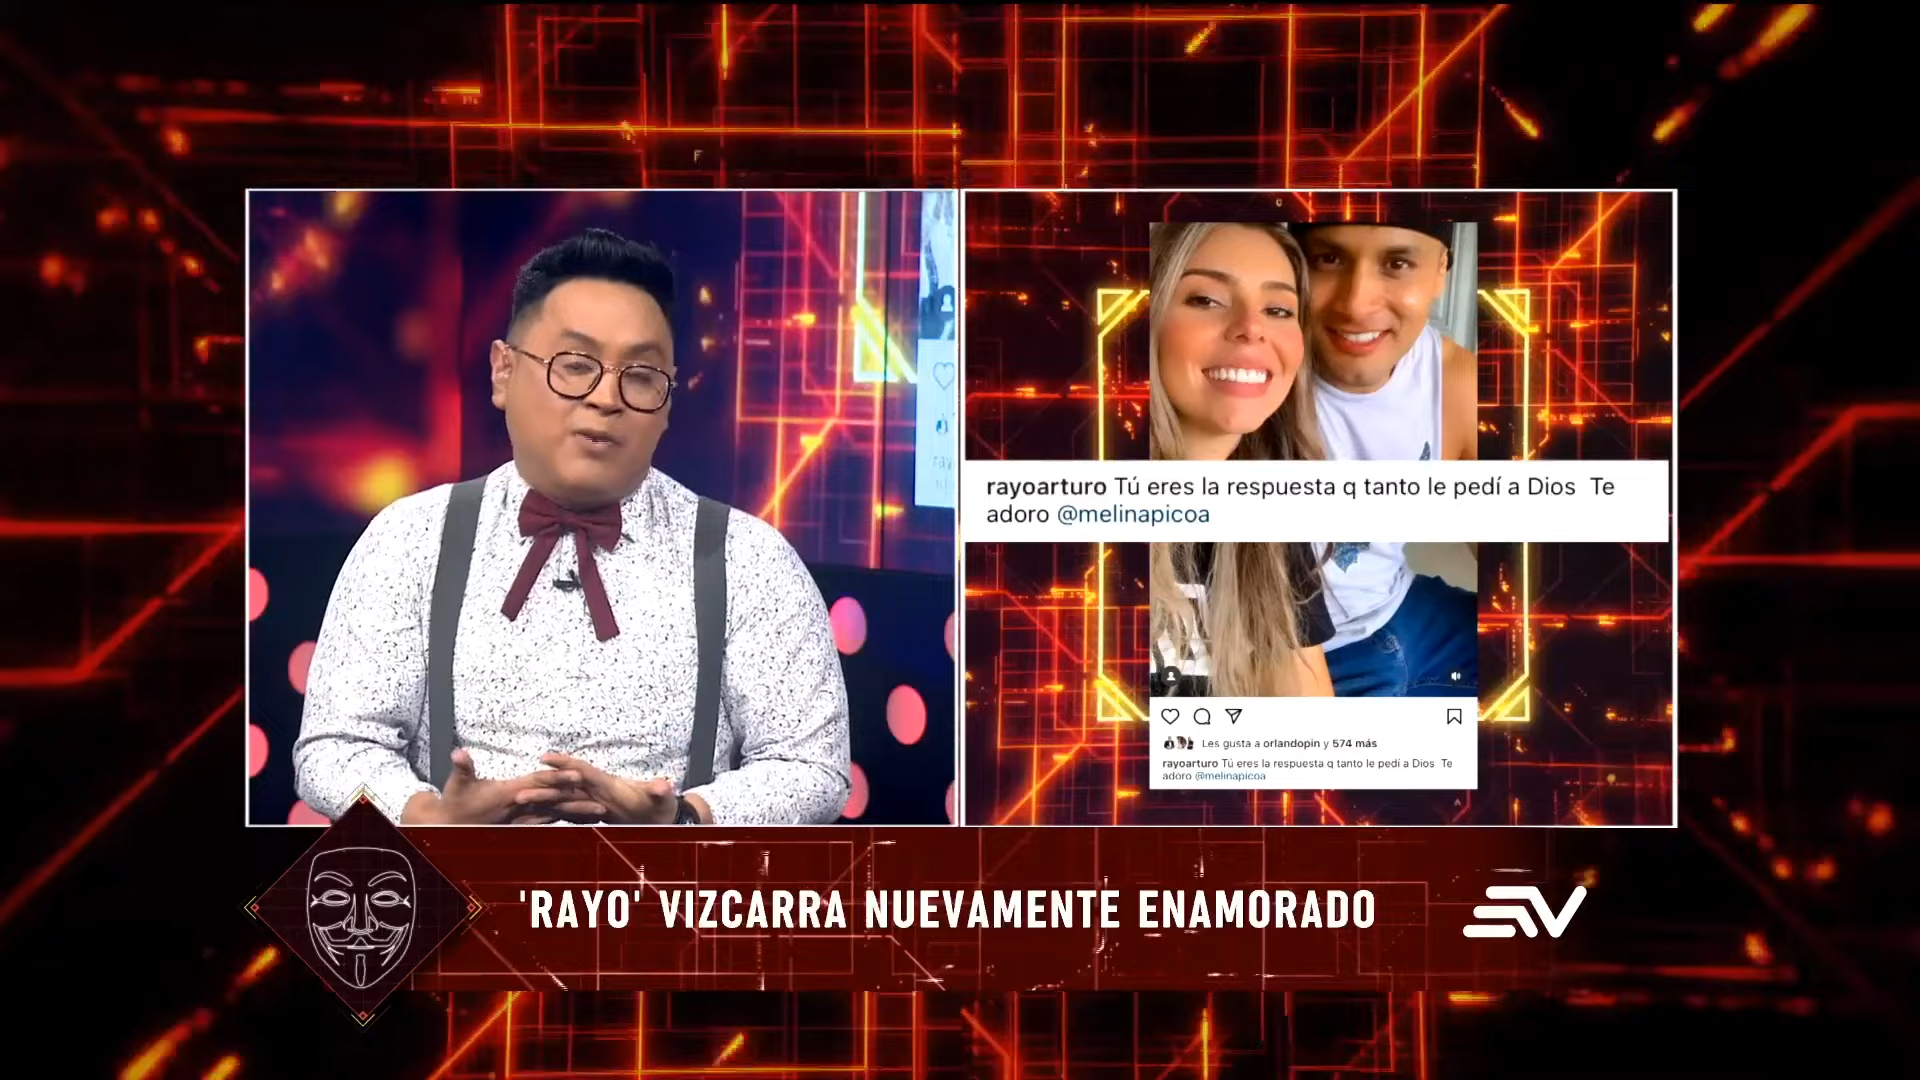 rayoarturo Tú eres la respuesta q tanto le pedí a Dios Te
adoro @melinapicoa
Les gusta a orlandopin y 574 más
rayoarturo Tú eres la respuesta q tanto le pedí a Dios Te
adoro @melinapicoa
'RAYO' VIZCARRA NUEVAMENTE ENAMORADO
EV